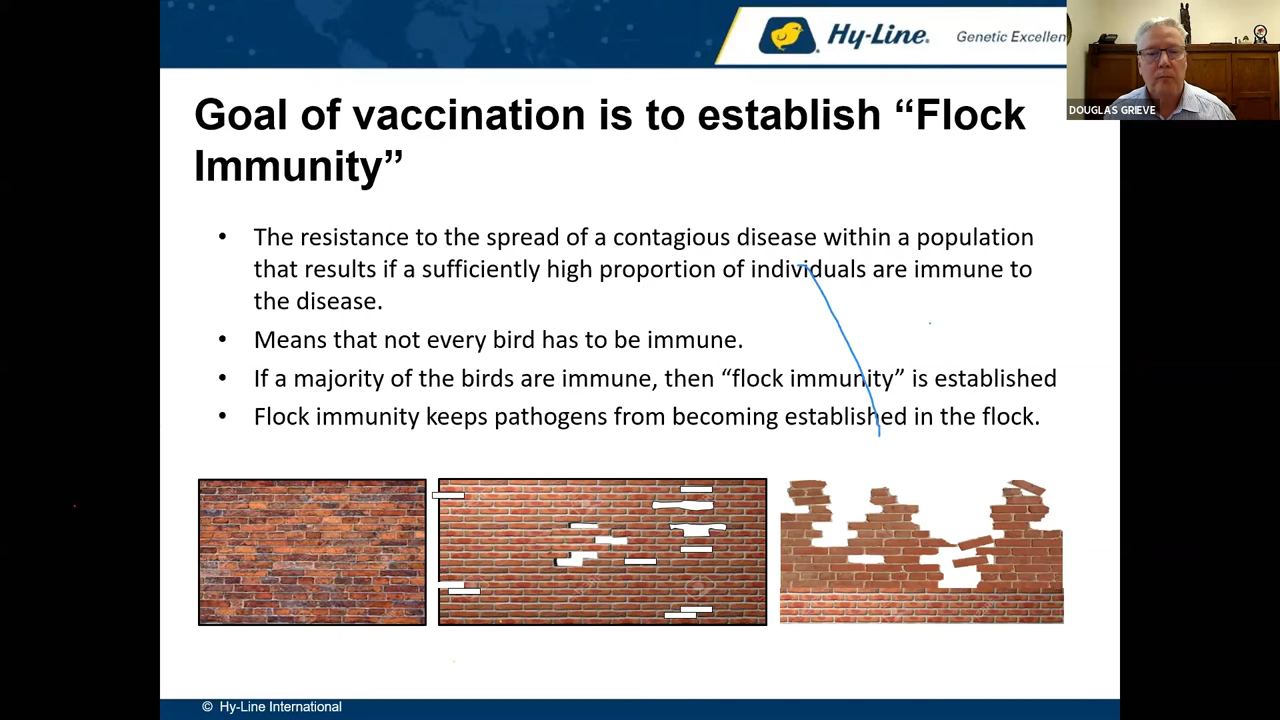 Hy-Line.
Genetic Excellen
DOUGLAS GRIEVE
Goal of vaccination is to establish “Flock
Immunity”
• The resistance to the spread of a contagious disease within a population
that results if a sufficiently high proportion of individuals are immune to
the disease.
• Means that not every bird has to be immune.
• If a majority of the birds are immune, then “flock immunity” is established
• Flock immunity keeps pathogens from becoming established in the flock.
© Hy-Line International